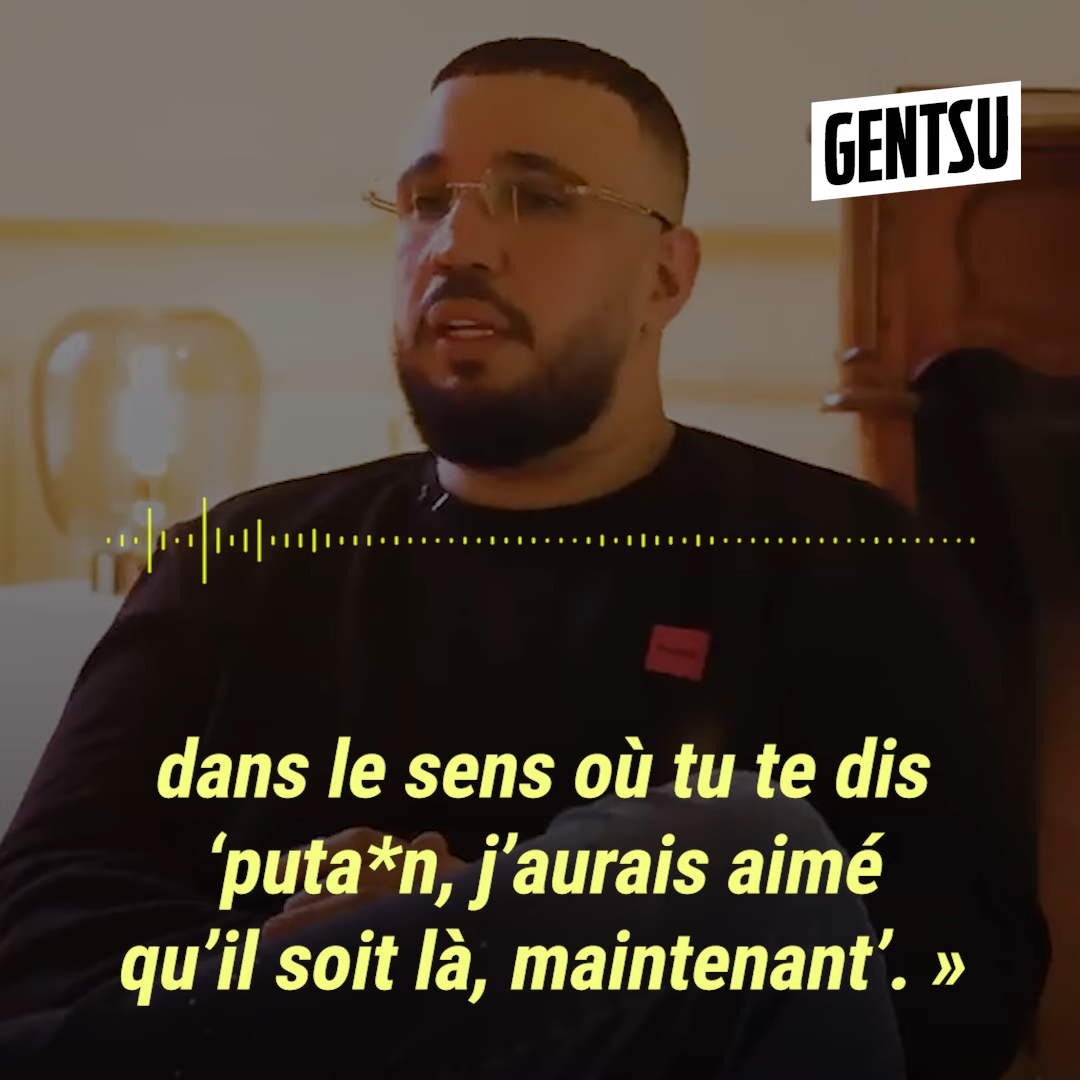 GENTSU
dans le sens où tu te dis
‘puta*n, j’aurais aimé
qu’il soit là, maintenant’. »